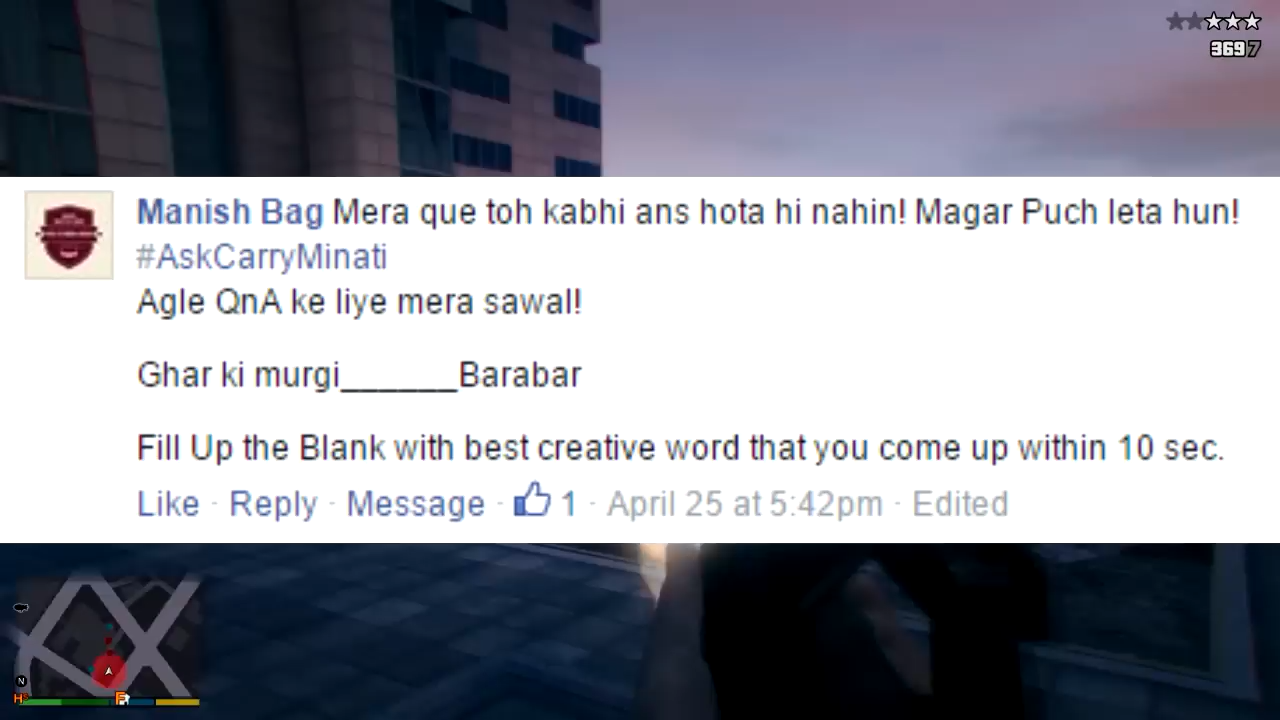 3697
Manish Bag Mera que toh kabhi ans hota hi nahin! Magar Puch leta hun!
#AskCarryMinati
Agle QnA ke liye mera sawal!
Ghar ki murgi______Barabar
Fill Up the Blank with best creative word that you come up within 10 sec.
Like · Reply · Message · 1 · April 25 at 5:42pm · Edited
N
H
F